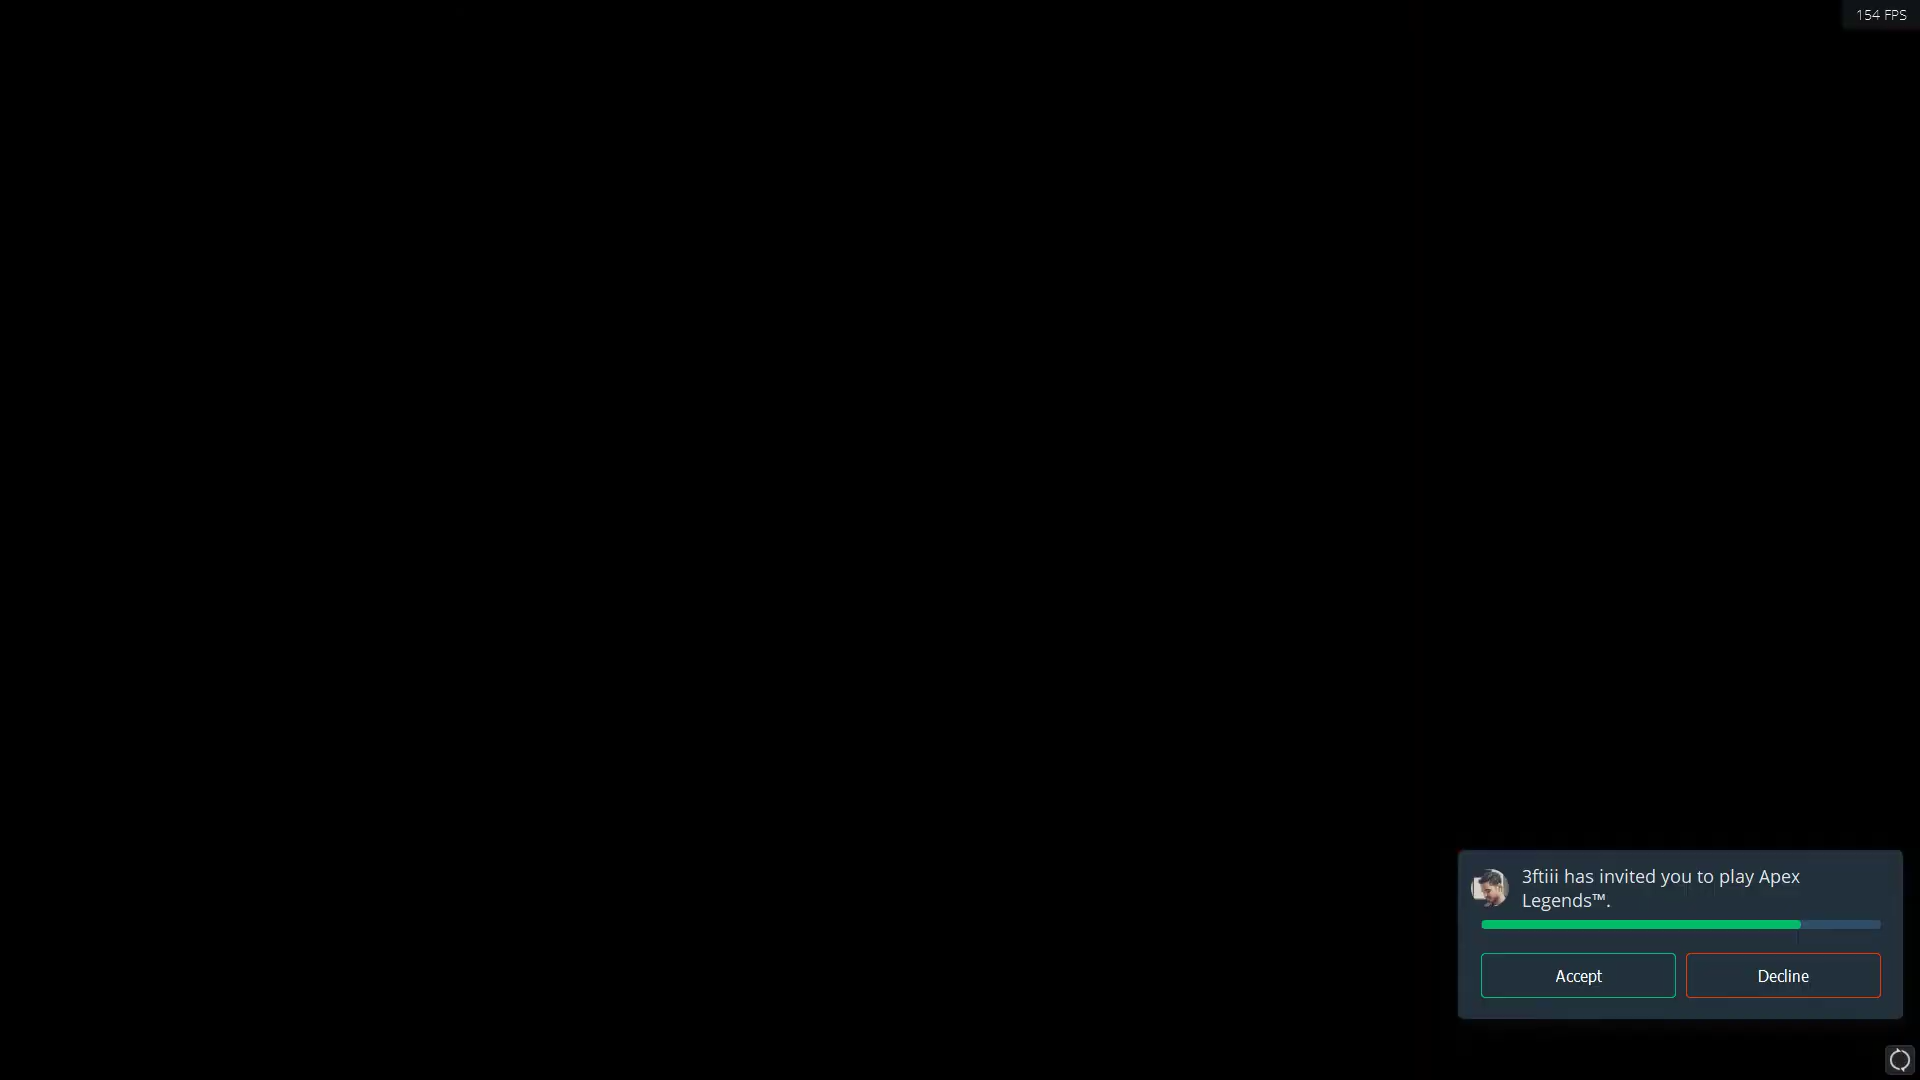 154 FPS
3ftiii has invited you to play Apex
Legends™.
Accept
Decline